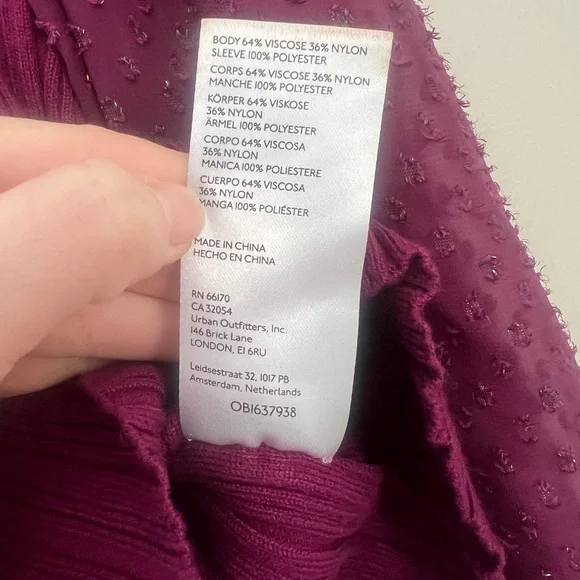 BODY 64% VISCOSE 36% NYLON
SLEEVE 100% POLYESTER
CORPS 64% VISCOSE 36% NYLON
MANCHE 100% POLYESTER
KÖRPER 64% VISKOSE
36% NYLON
ÄRMEL 100% POLYESTER
CORPO 64% VISCOSA
36% NYLON
MANICA 100% POLIESTERE
CUERPO 64% VISCOSA
36% NYLON
MANGA 100% POLIÉSTER
MADE IN CHINA
HECHO EN CHINA
RN 66170
CA 32054
Urban Outfitters, Inc.
146 Brick Lane
LONDON, E1 6RU
Leidsestraat 32, 1017 PB
Amsterdam, Netherlands
OB1637938